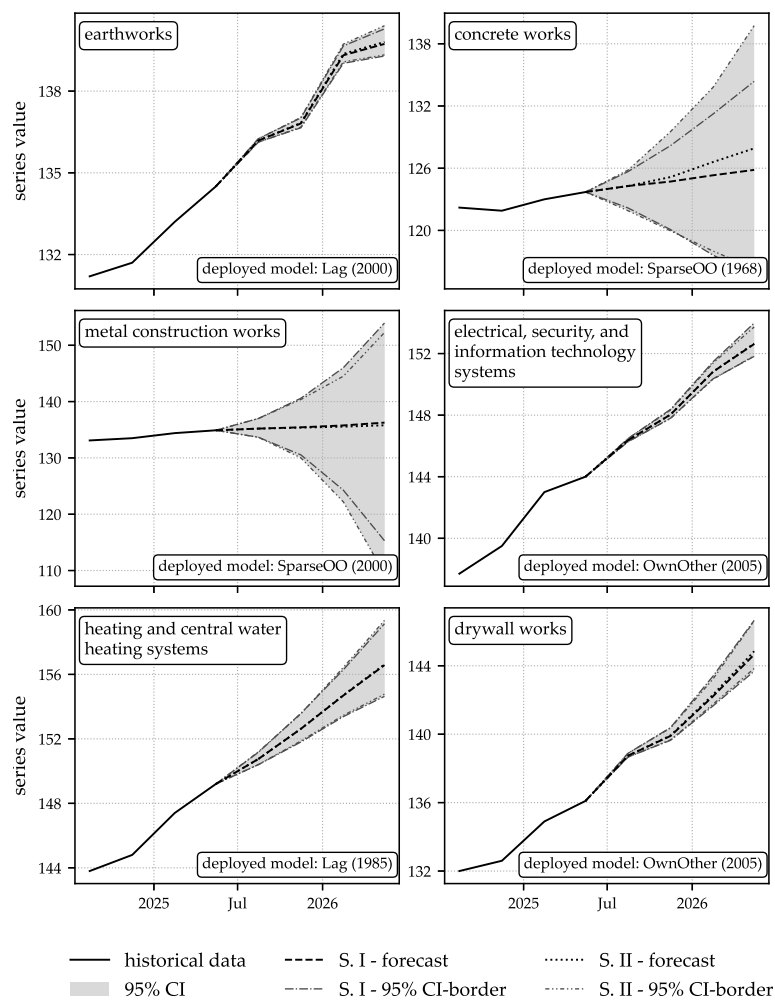 earthworks
138
135
132
series value
deployed model: Lag (2000)
concrete works
138
132
126
120
deployed model: SparseOO (1968)
metal construction works
150
140
130
120
110
series value
deployed model: SparseOO (2000)
electrical, security, and
information technology
systems
152
148
144
140
deployed model: OwnOther (2005)
heating and central water
heating systems
160
156
152
148
144
series value
deployed model: Lag (1985)
2025
Jul
2026
drywall works
144
140
136
132
deployed model: OwnOther (2005)
2025
Jul
2026
historical data
S. I - forecast
S. II - forecast
95% CI
S. I - 95% CI-border
S. II - 95% CI-border